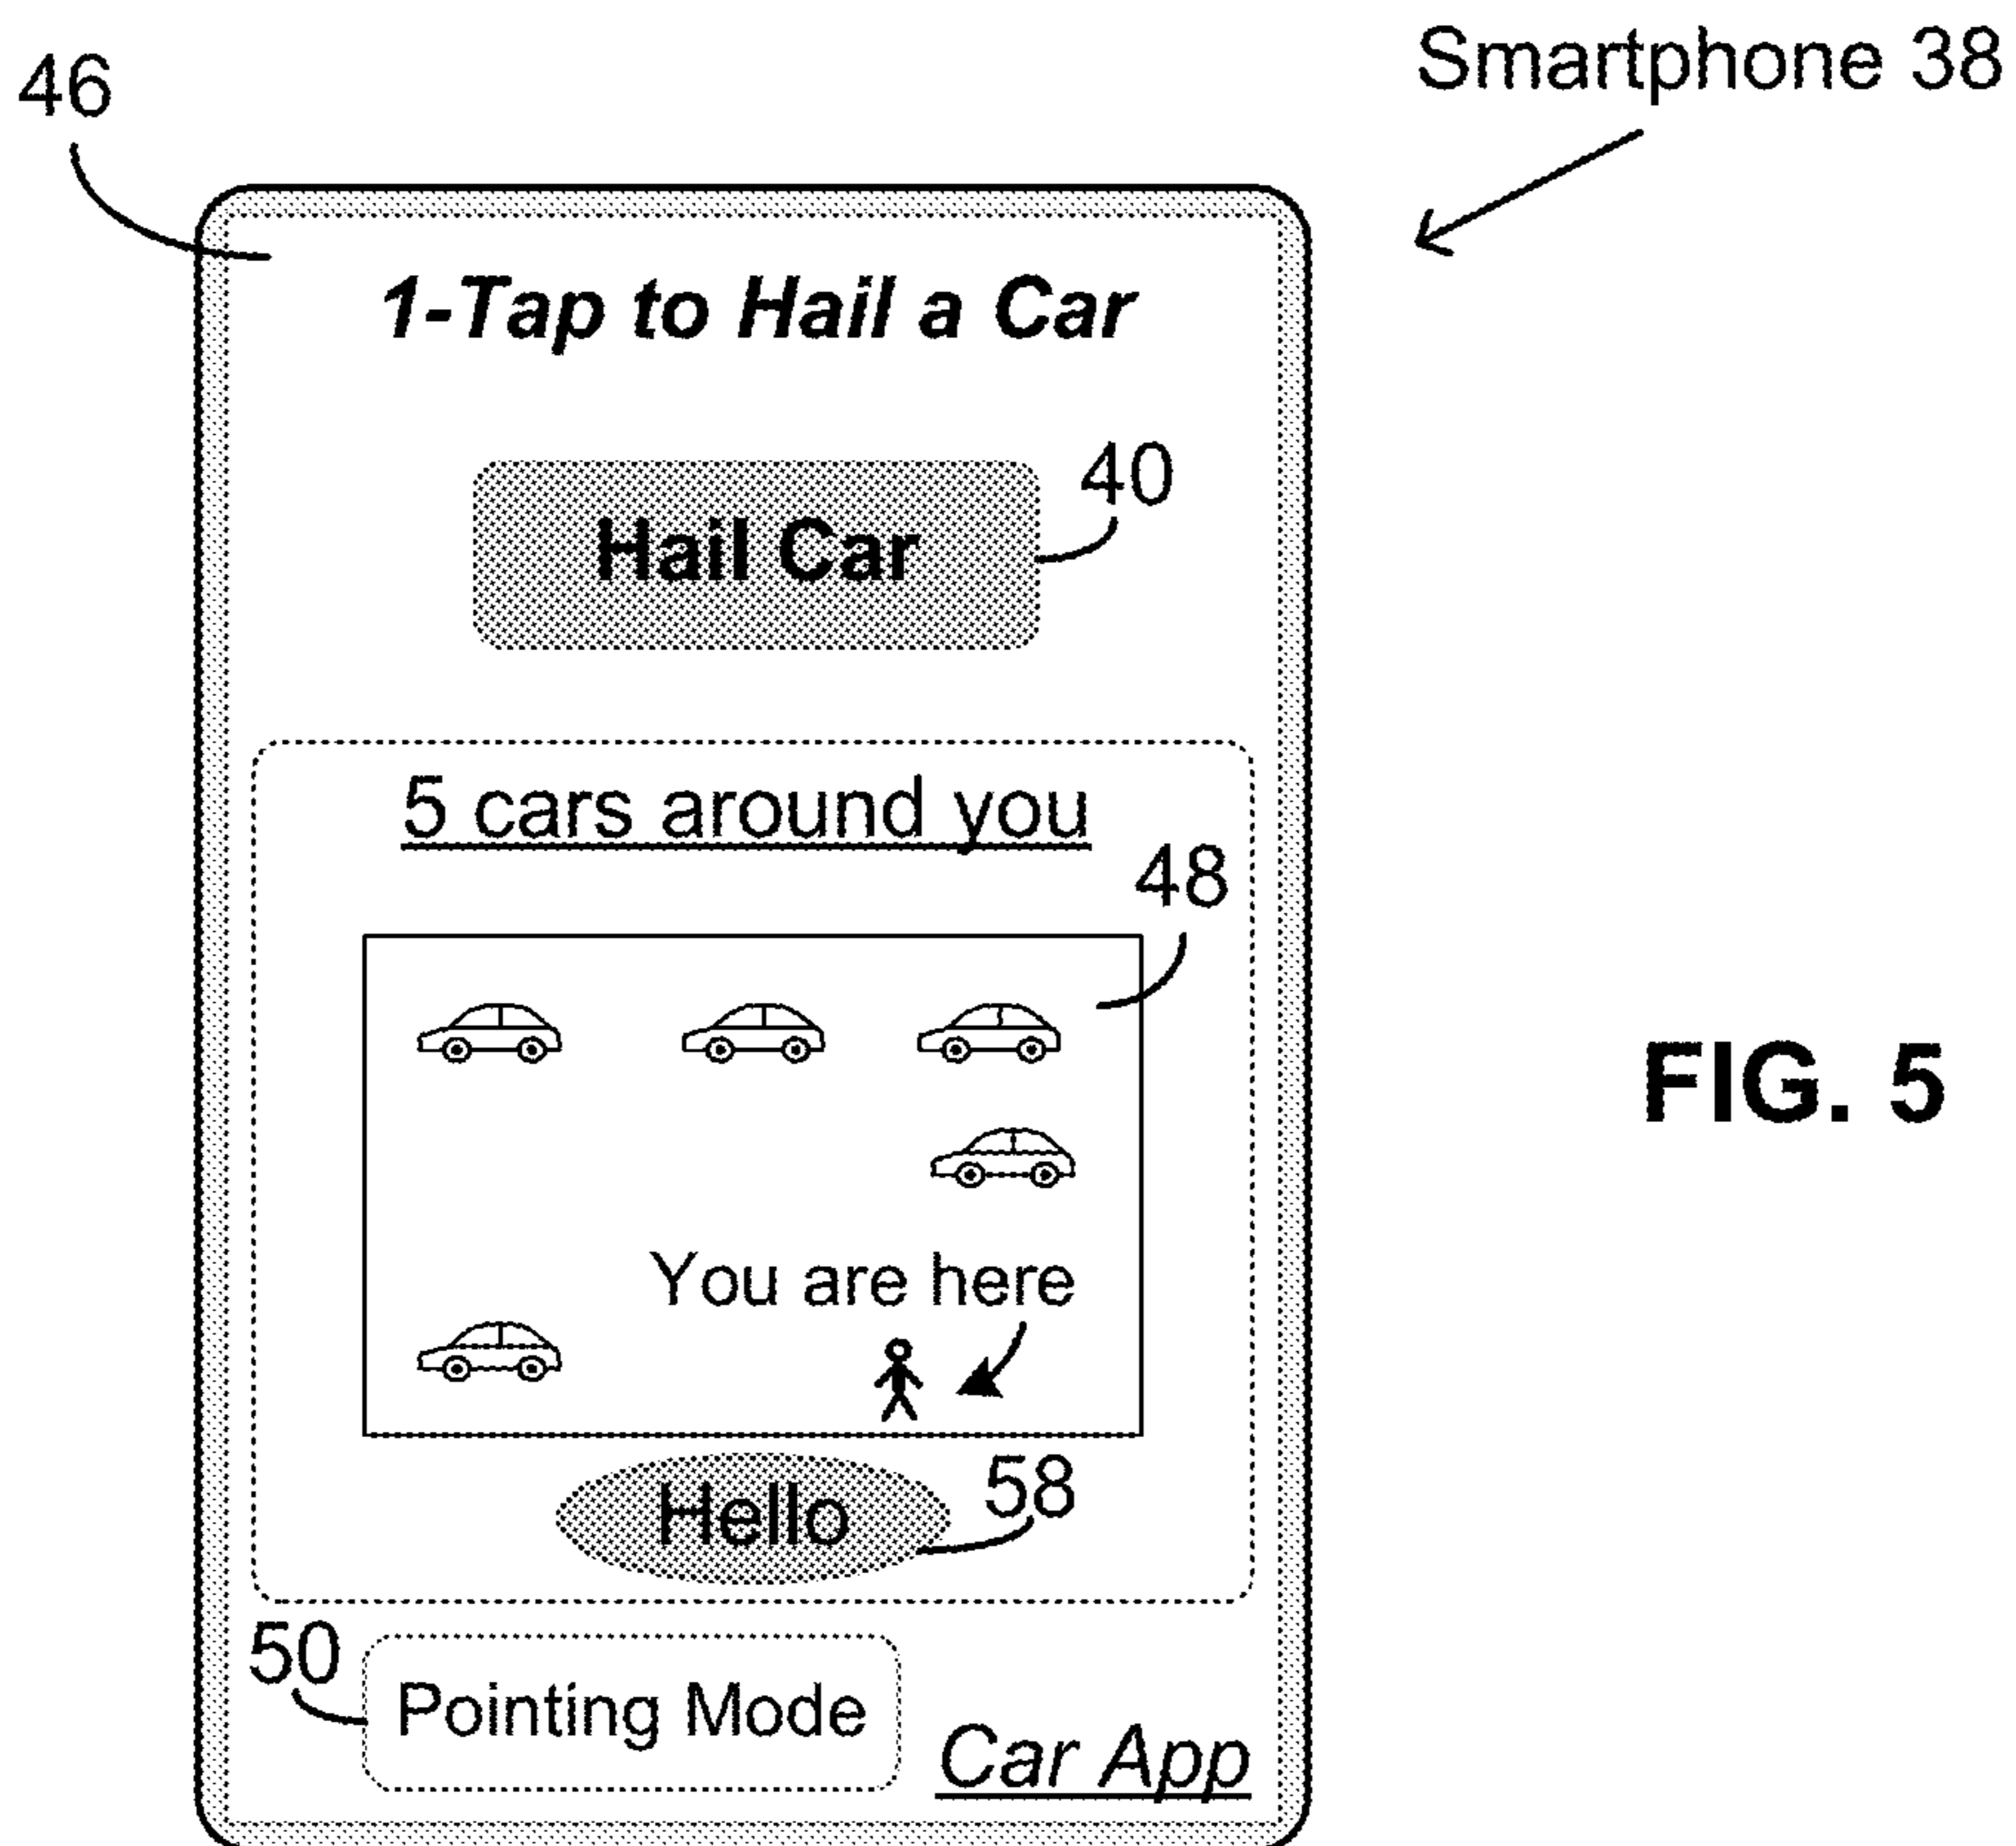 46
Smartphone 38
1-Tap to Hail a Car
40
Hail Car
5 cars around you
48
FIG. 5
You are here
58
Hello
50
Pointing Mode
Car App